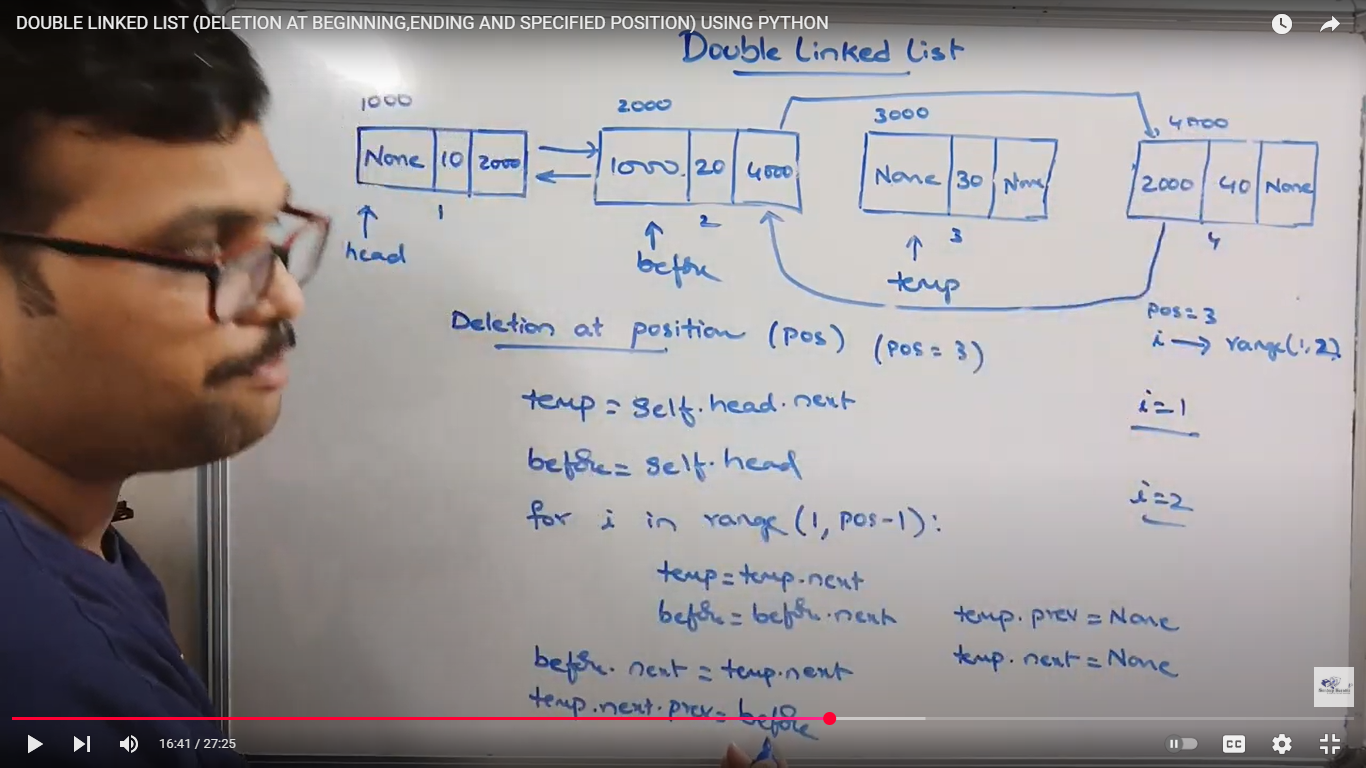 DOUBLE LINKED LIST (DELETION AT BEGINNING,ENDING AND SPECIFIED POSITION) USING PYTHON
Double Linked List
1000 2000 3000 4000
None 10 2000 1000 20 4000 None 30 None 2000 40 None
1 2 3 4
head before temp
pos=3
i → range(1,2)
Deletion at position (pos) (pos = 3)
temp = self.head.next
i=1
before = self.head
i=2
for i in range(1, pos-1):
temp = temp.next
before = before.next temp.prev = None
before.next = temp.next temp.next = None
temp.next.prev = before
16:41 / 27:25
CC